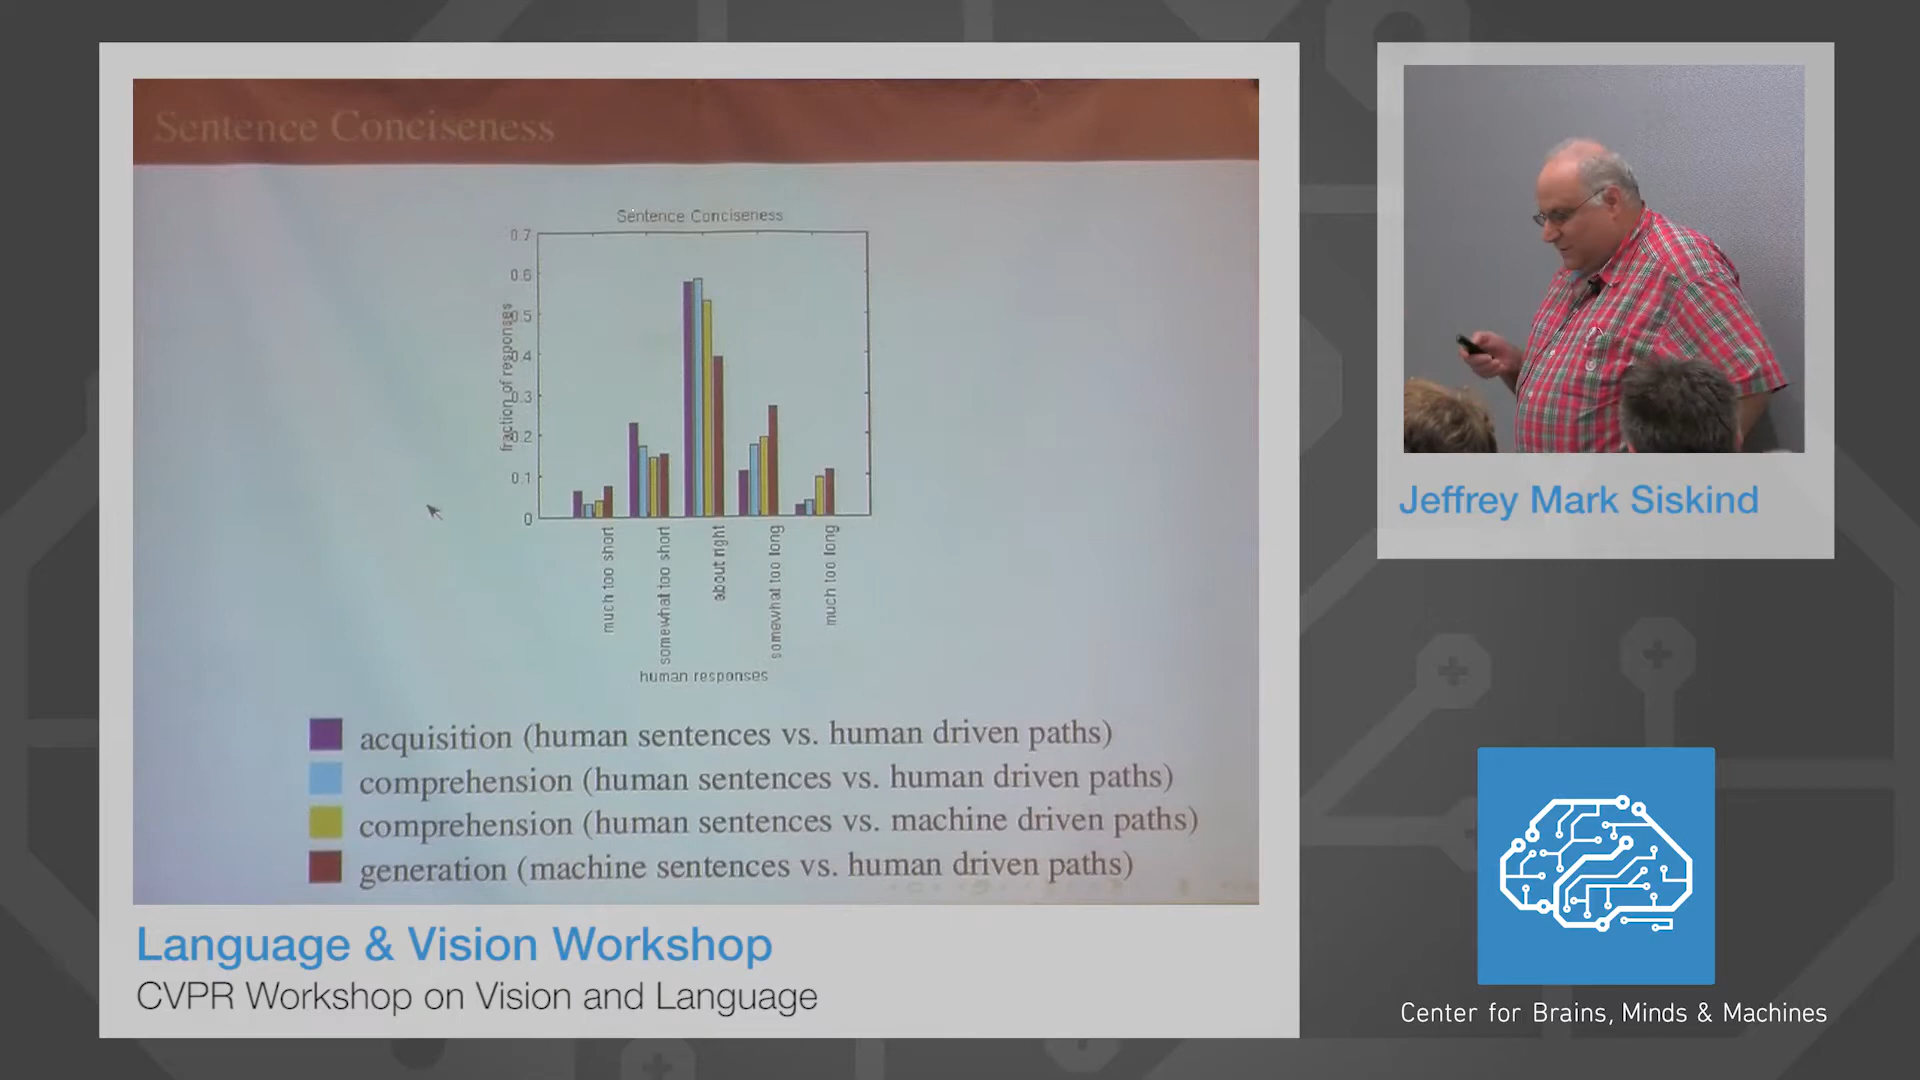 Sentence Conciseness
Sentence Conciseness
0.7
0.6
0.5
0.4
0.3
0.2
0.1
0
fraction of responses
much too short
somewhat too short
about right
somewhat too long
much too long
human responses
acquisition (human sentences vs. human driven paths)
comprehension (human sentences vs. human driven paths)
comprehension (human sentences vs. machine driven paths)
generation (machine sentences vs. human driven paths)
Language & Vision Workshop
CVPR Workshop on Vision and Language
Jeffrey Mark Siskind
Center for Brains, Minds & Machines